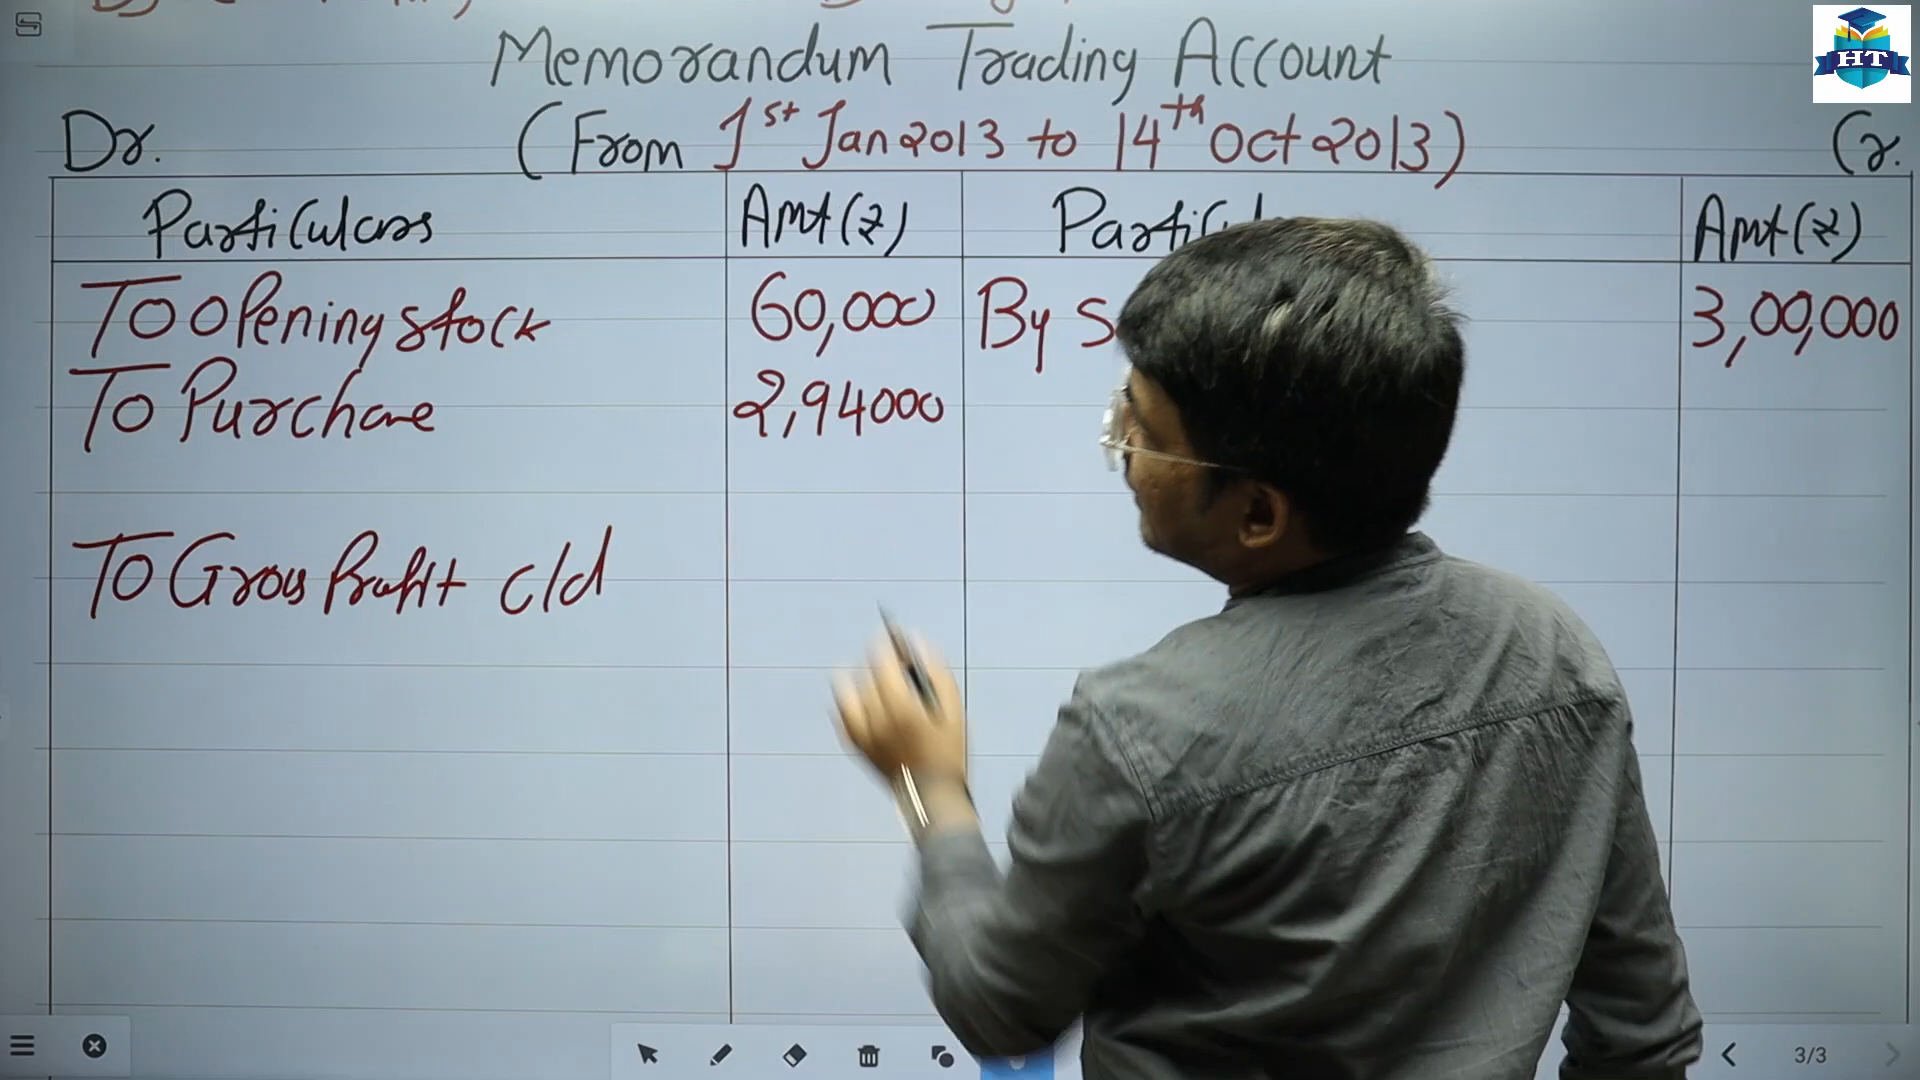 Memorandum Trading Account
Dr. (From 1st Jan 2013 to 14th Oct 2013) Cr.
Particulars Amt(₹) Amt(₹)
To Opening stock 60,000 By 3,00,000
To Purchase 2,94000
To Gross Profit c/d
HT
3/3